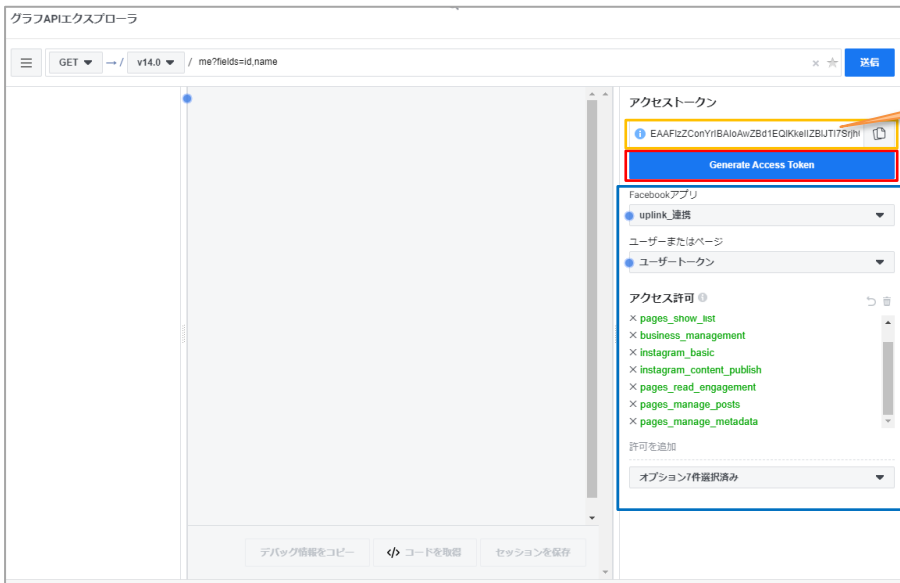 グラフAPIエクスプローラ
GET → / v14.0 / me?fields=id,name × 送信
アクセストークン
Generate Access Token
Facebookアプリ
uplink_連携
ユーザーまたはページ
ユーザートークン
アクセス許可
× pages_show_list
× business_management
× instagram_basic
× instagram_content_publish
× pages_read_engagement
× pages_manage_posts
× pages_manage_metadata
許可を追加
オプション7件選択済み
デバッグ情報をコピー </> コードを取得 セッションを保存